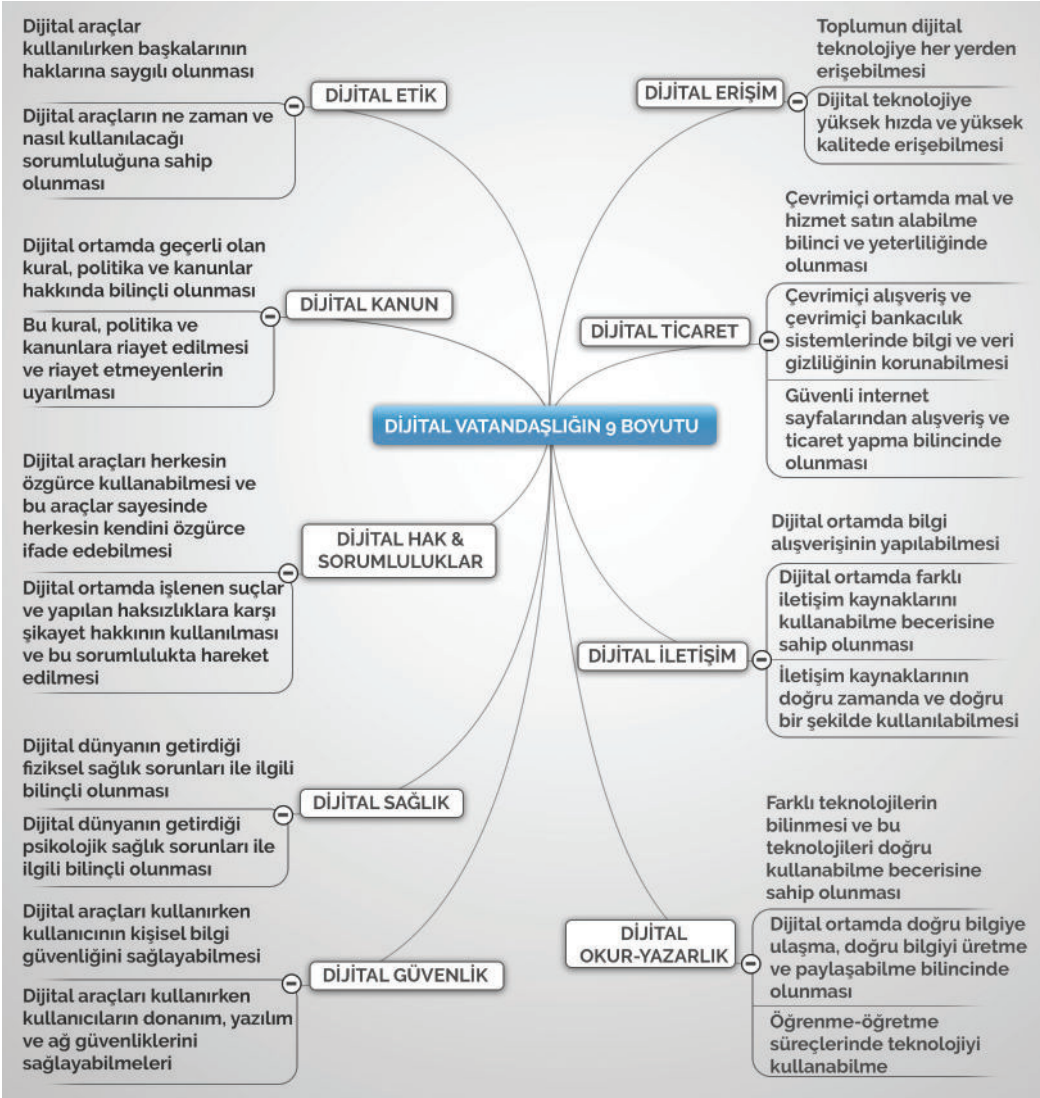 Dijital araçlar
kullanılırken başkalarının
haklarına saygılı olunması
DİJİTAL ETİK
Dijital araçların ne zaman ve
nasıl kullanılacağı
sorumluluğuna sahip
olunması
Dijital ortamda geçerli olan
kural, politika ve kanunlar
hakkında bilinçli olunması
DİJİTAL KANUN
Bu kural, politika ve
kanunlara riayet edilmesi
ve riayet etmeyenlerin
uyarılması
DİJİTAL VATANDAŞLIĞIN 9 BOYUTU
Dijital araçları herkesin
özgürce kullanabilmesi ve
bu araçlar sayesinde
herkesin kendini özgürce
ifade edebilmesi
DİJİTAL HAK &
SORUMLULUKLAR
Dijital ortamda işlenen suçlar
ve yapılan haksızlıklara karşı
şikayet hakkının kullanılması
ve bu sorumlulukta hareket
edilmesi
Dijital dünyanın getirdiği
fiziksel sağlık sorunları ile ilgili
bilinçli olunması
DİJİTAL SAĞLIK
Dijital dünyanın getirdiği
psikolojik sağlık sorunları ile
ilgili bilinçli olunması
Dijital araçları kullanırken
kullanıcının kişisel bilgi
güvenliğini sağlayabilmesi
DİJİTAL GÜVENLİK
Dijital araçları kullanırken
kullanıcıların donanım, yazılım
ve ağ güvenliklerini
sağlayabilmeleri
Toplumun dijital
teknolojiye her yerden
erişebilmesi
DİJİTAL ERİŞİM
Dijital teknolojiye
yüksek hızda ve yüksek
kalitede erişebilmesi
Çevrimiçi ortamda mal ve
hizmet satın alabilme
bilinci ve yeterliliğinde
olunması
DİJİTAL TİCARET
Çevrimiçi alışveriş ve
çevrimiçi bankacılık
sistemlerinde bilgi ve veri
gizliliğinin korunabilmesi
Güvenli internet
sayfalarından alışveriş ve
ticaret yapma bilincinde
olunması
Dijital ortamda bilgi
alışverişinin yapılabilmesi
DİJİTAL İLETİŞİM
Dijital ortamda farklı
iletişim kaynaklarını
kullanabilme becerisine
sahip olunması
İletişim kaynaklarının
doğru zamanda ve doğru
bir şekilde kullanılabilmesi
Farklı teknolojilerin
bilinmesi ve bu
teknolojileri doğru
kullanabilme becerisine
sahip olunması
DİJİTAL
OKUR-YAZARLIK
Dijital ortamda doğru bilgiye
ulaşma, doğru bilgiyi üretme
ve paylaşabilme bilincinde
olunması
Öğrenme-öğretme
süreçlerinde teknolojiyi
kullanabilme